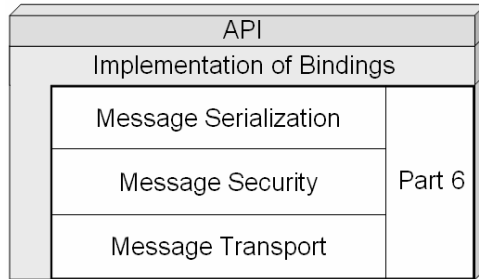 API
Implementation of Bindings
Message Serialization
Message Security
Part 6
Message Transport